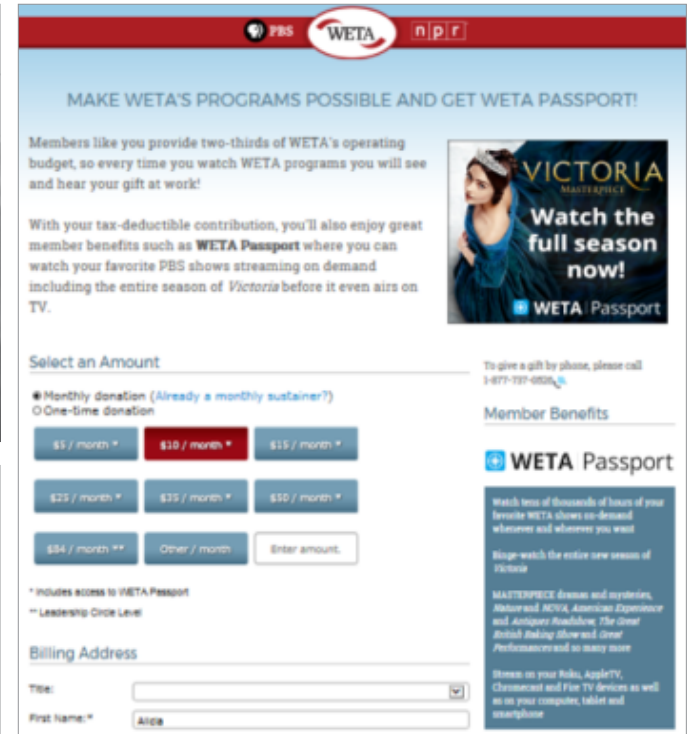 PBS WETA npr
MAKE WETA'S PROGRAMS POSSIBLE AND GET WETA PASSPORT!
Members like you provide two-thirds of WETA's operating
budget, so every time you watch WETA programs you will see
and hear your gift at work!
With your tax-deductible contribution, you'll also enjoy great
member benefits such as WETA Passport where you can
watch your favorite PBS shows streaming on demand
including the entire season of Victoria before it even airs on
TV.
VICTORIA
MASTERPIECE
Watch the
full season
now!
WETA Passport
Select an Amount
Monthly donation (Already a monthly sustainer?)
One-time donation
$5 / month *
$10 / month *
$15 / month *
$25 / month *
$35 / month *
$50 / month *
$84 / month **
Other / month
Enter amount.
* Includes access to WETA Passport
** Leadership Circle Level
Billing Address
Title:
First Name:*
Alicia
To give a gift by phone, please call
1-877-737-0526
Member Benefits
WETA Passport
Watch tens of thousands of hours of your
favorite WETA shows on-demand
whenever and wherever you want
Binge-watch the entire new season of
Victoria
MASTERPIECE dramas and mysteries,
Nature and NOVA, American Experience
and Antiques Roadshow, The Great
British Baking Show and Great
Performances and so many more
Stream on your Roku, AppleTV,
Chromecast and Fire TV devices as well
as on your computer, tablet and
smartphone